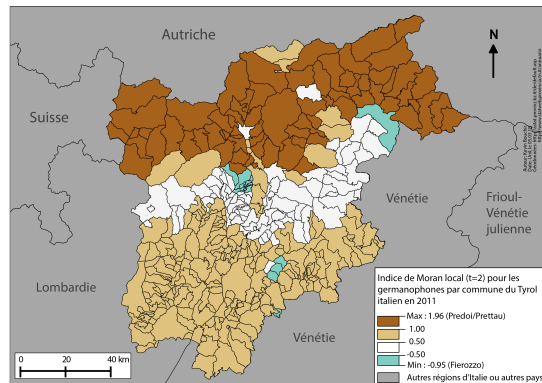 Autriche
N
Suisse
Vénétie
Frioul-
Vénétie
julienne
Lombardie
Vénétie
Indice de Moran local (t=2) pour les
germanophones par commune du Tyrol
italien en 2011
Max : 1.96 (Predoi/Prettau)
1.00
0.50
-0.50
Min : -0.95 (Fierozzo)
Autres régions d'Italie ou autres pays
0 20 40 km